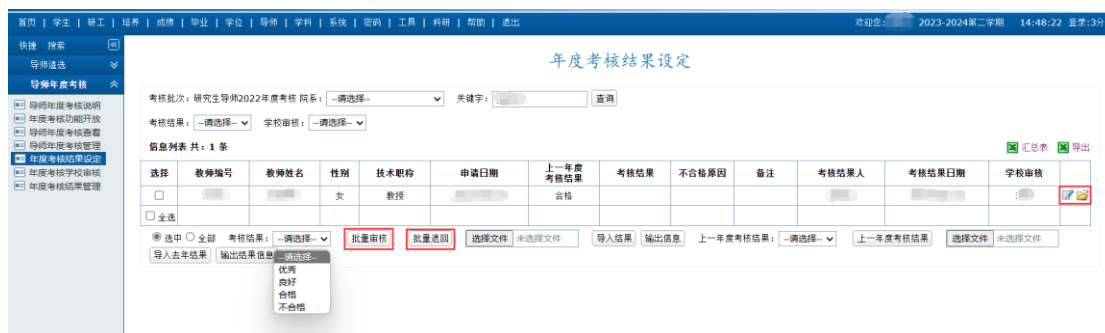 首页 | 学生 | 研工 | 培养 | 成绩 | 毕业 | 学位 | 导师 | 学科 | 系统 | 密码 | 工具 | 科研 | 帮助 | 退出
欢迎您: 2023-2024第二学期 14:48:22 登录:3分
快捷 搜索
导师遴选
导师年度考核
导师年度考核说明
年度考核功能开放
导师年度考核查看
导师年度考核管理
年度考核结果设定
年度考核学校审核
年度考核结果管理
年度考核结果设定
考核批次: 研究生导师2022年度考核 院系: --请选择-- 关键字: 查询
考核结果: --请选择-- 学校审核: --请选择--
信息列表 共: 1 条 汇总表 导出
选择 教师编号 教师姓名 性别 技术职称 申请日期 上一年度考核结果 考核结果 不合格原因 备注 考核结果人 考核结果日期 学校审核
女 教授 合格
全选
选中 全部 考核结果: --请选择-- 批量审核 批量退回 选择文件 未选择文件 导入结果 输出信息 上一年度考核结果: --请选择-- 上一年度考核结果 选择文件 未选择文件
导入去年结果 输出结果信息
--请选择--
优秀
良好
合格
不合格